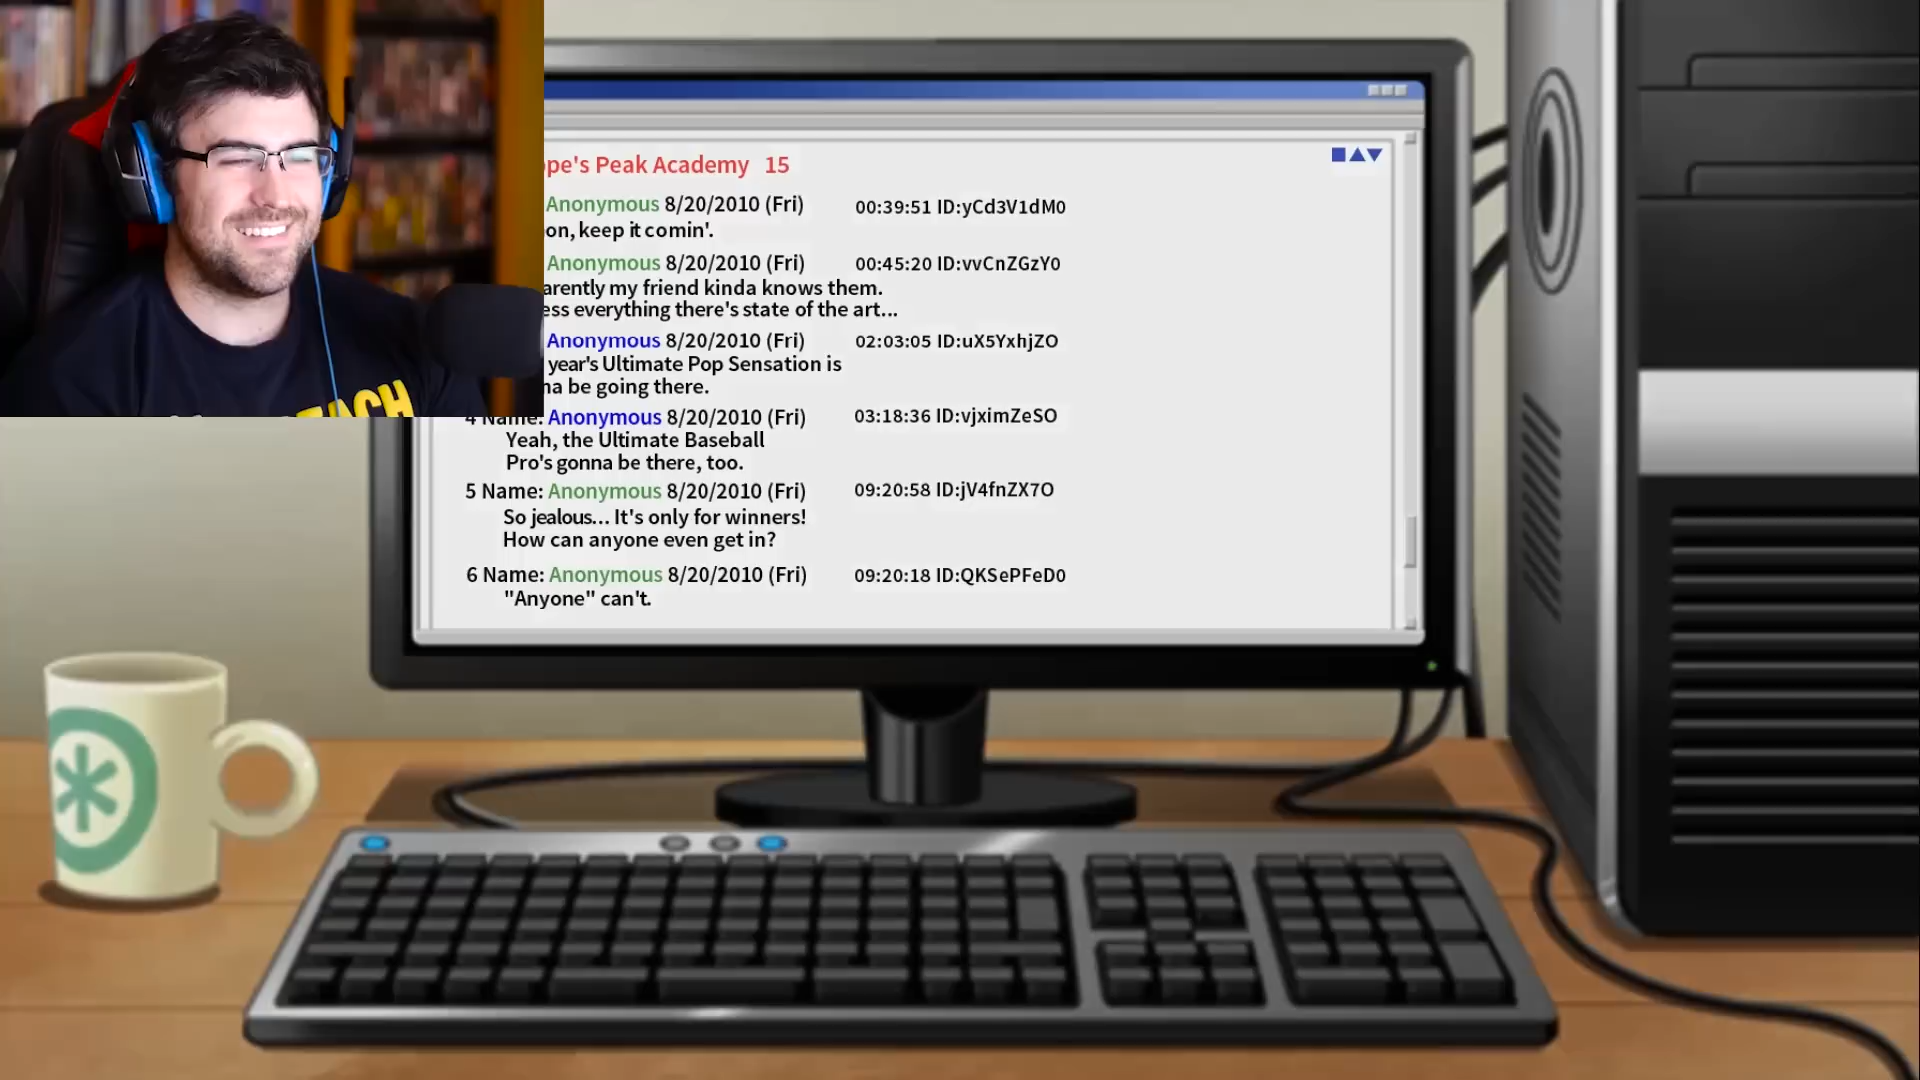 ope's Peak Academy 15
Anonymous 8/20/2010 (Fri) 00:39:51 ID:yCd3V1dM0
on, keep it comin'.
Anonymous 8/20/2010 (Fri) 00:45:20 ID:vvCnZGzY0
arently my friend kinda knows them.
ess everything there's state of the art...
Anonymous 8/20/2010 (Fri) 02:03:05 ID:uX5YxhjZO
year's Ultimate Pop Sensation is
na be going there.
4 Name: Anonymous 8/20/2010 (Fri) 03:18:36 ID:vjximZeSO
Yeah, the Ultimate Baseball
Pro's gonna be there, too.
5 Name: Anonymous 8/20/2010 (Fri) 09:20:58 ID:jV4fnZX7O
So jealous... It's only for winners!
How can anyone even get in?
6 Name: Anonymous 8/20/2010 (Fri) 09:20:18 ID:QKSePFeD0
"Anyone" can't.